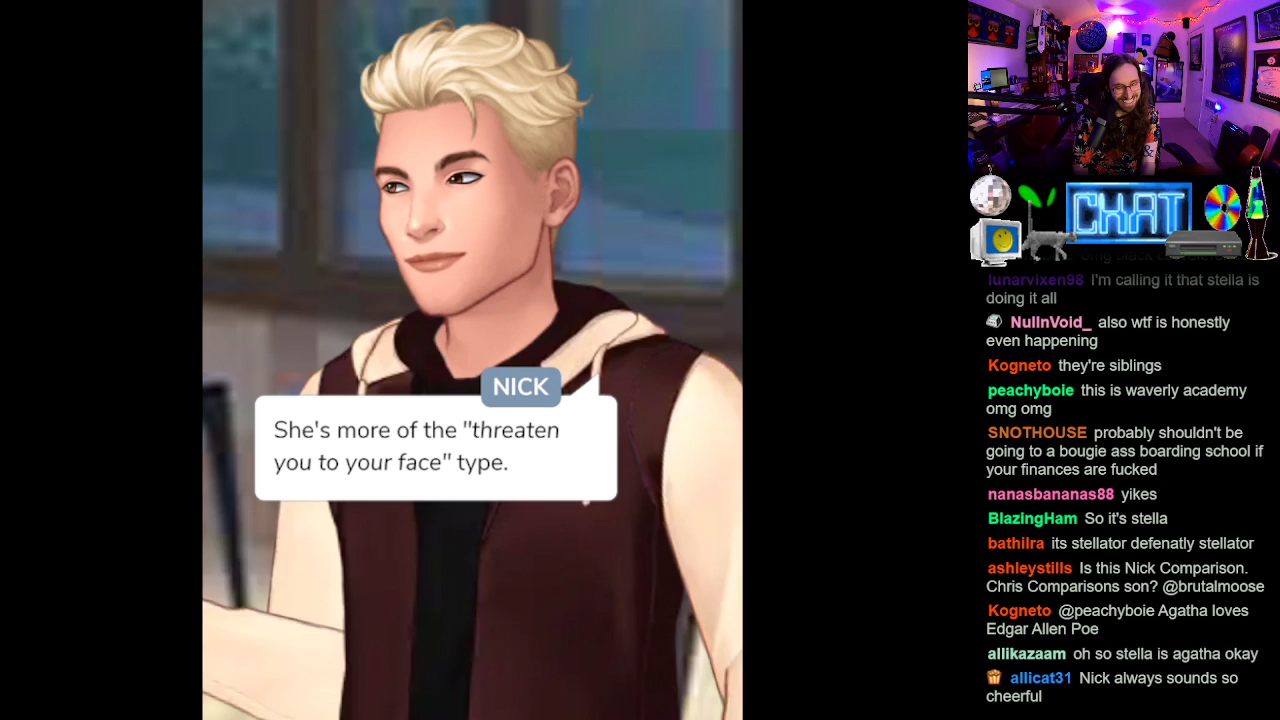 NICK
She's more of the "threaten
you to your face" type.
CHAT
lunarvixen98 I'm calling it that stella is
doing it all
NullnVoid_ also wtf is honestly
even happening
Kogneto they're siblings
peachyboie this is waverly academy
omg omg
SNOTHOUSE probably shouldn't be
going to a bougie ass boarding school if
your finances are fucked
nanasbananas88 yikes
BlazingHam So it's stella
bathilra its stellator defenatly stellator
ashleystills Is this Nick Comparison.
Chris Comparisons son? @brutalmoose
Kogneto @peachyboie Agatha loves
Edgar Allen Poe
allikazaam oh so stella is agatha okay
allicat31 Nick always sounds so
cheerful